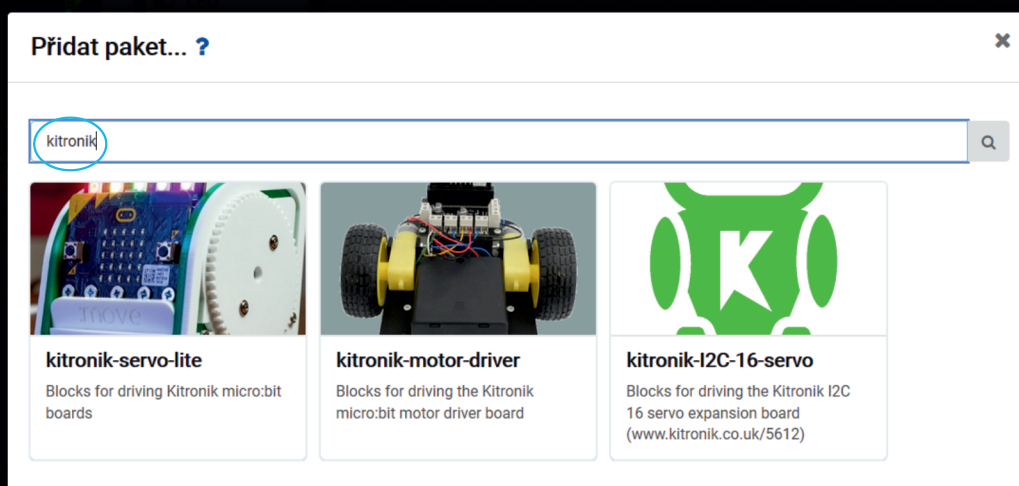 Přidat paket... ?
kitronik
move
K
kitronik-servo-lite
Blocks for driving Kitronik micro:bit
boards
kitronik-motor-driver
Blocks for driving the Kitronik
micro:bit motor driver board
kitronik-I2C-16-servo
Blocks for driving the Kitronik I2C
16 servo expansion board
(www.kitronik.co.uk/5612)